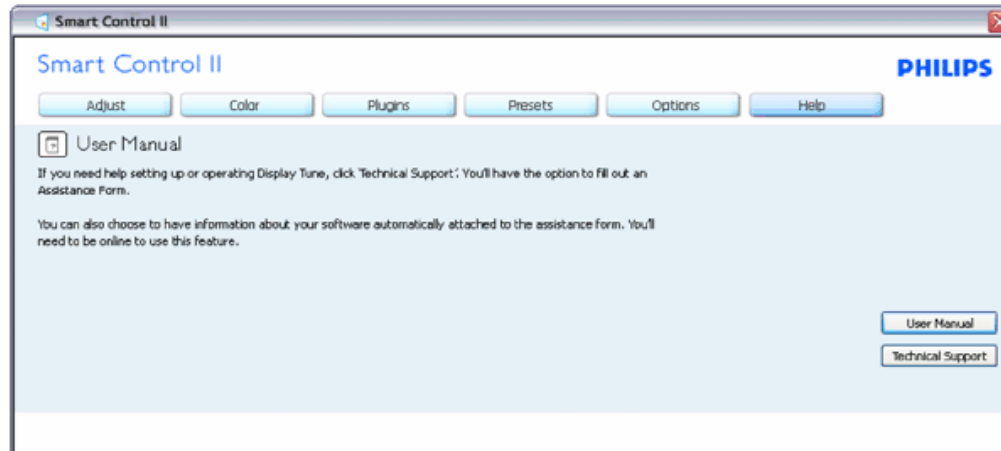 Smart Control II
Smart Control II
PHILIPS
Adjust Color Plugins Presets Options Help
User Manual
If you need help setting up or operating Display Tune, click 'Technical Support'. You'll have the option to fill out an
Assistance Form.
You can also choose to have information about your software automatically attached to the assistance form. You'll
need to be online to use this feature.
User Manual
Technical Support